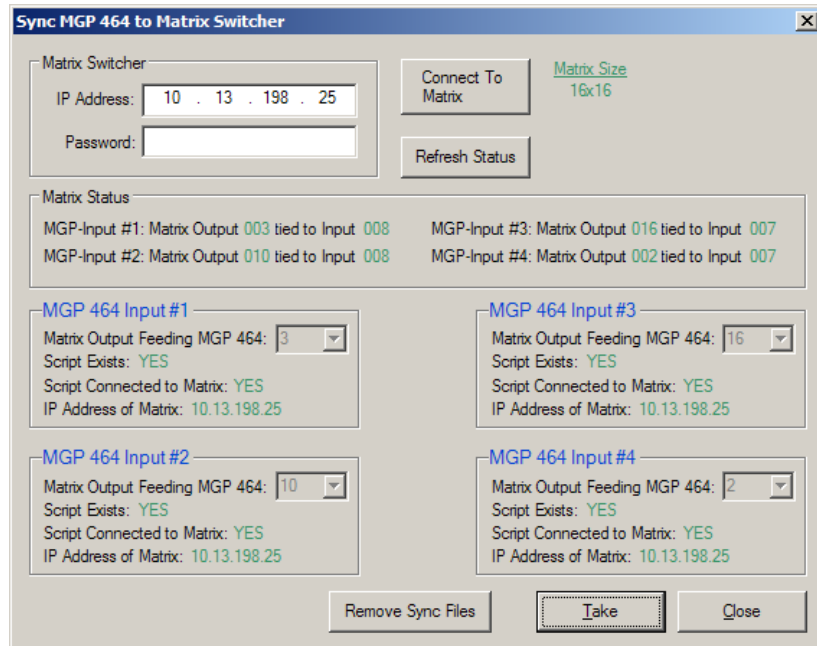 Sync MGP 464 to Matrix Switcher
Matrix Switcher
IP Address: 10 . 13 . 198 . 25
Password:
Connect To
Matrix
Matrix Size
16x16
Refresh Status
Matrix Status
MGP-Input #1: Matrix Output 003 tied to Input 008
MGP-Input #3: Matrix Output 016 tied to Input 007
MGP-Input #2: Matrix Output 010 tied to Input 008
MGP-Input #4: Matrix Output 002 tied to Input 007
MGP 464 Input #1
Matrix Output Feeding MGP 464: 3
Script Exists: YES
Script Connected to Matrix: YES
IP Address of Matrix: 10.13.198.25
MGP 464 Input #3
Matrix Output Feeding MGP 464: 16
Script Exists: YES
Script Connected to Matrix: YES
IP Address of Matrix: 10.13.198.25
MGP 464 Input #2
Matrix Output Feeding MGP 464: 10
Script Exists: YES
Script Connected to Matrix: YES
IP Address of Matrix: 10.13.198.25
MGP 464 Input #4
Matrix Output Feeding MGP 464: 2
Script Exists: YES
Script Connected to Matrix: YES
IP Address of Matrix: 10.13.198.25
Remove Sync Files
Take
Close